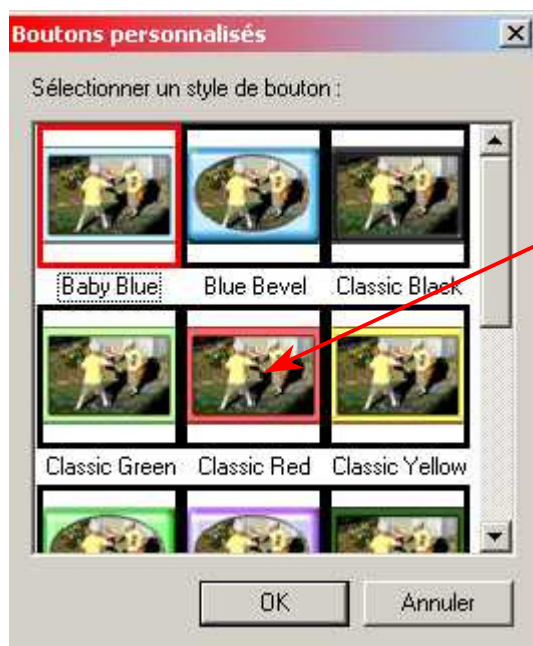 Boutons personnalisés
Sélectionner un style de bouton :
Baby Blue Blue Bevel Classic Black
Classic Green Classic Red Classic Yellow
OK Annuler